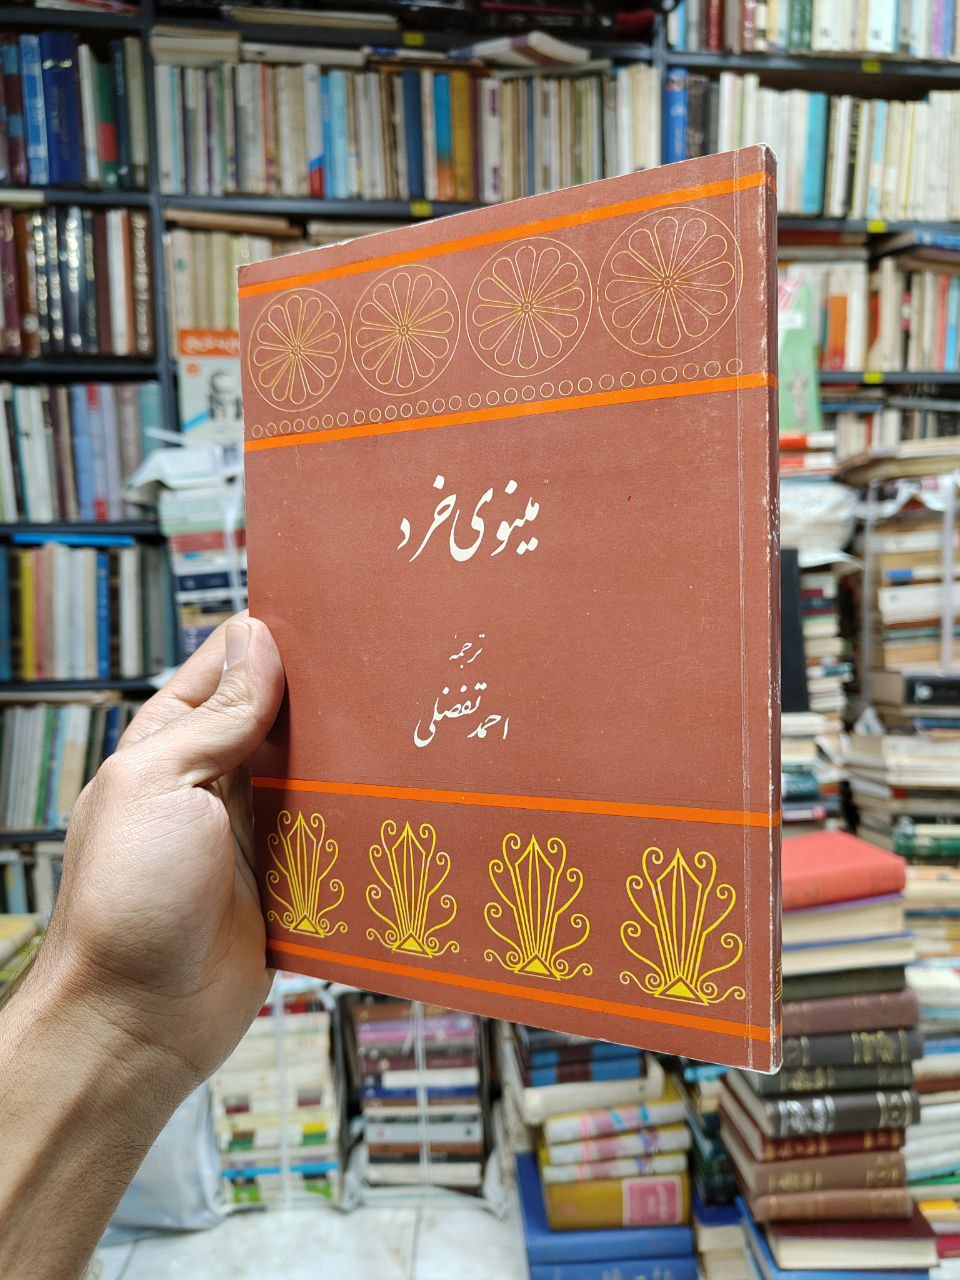 مینوی خرد
ترجمهٔ
احمد تفضلی